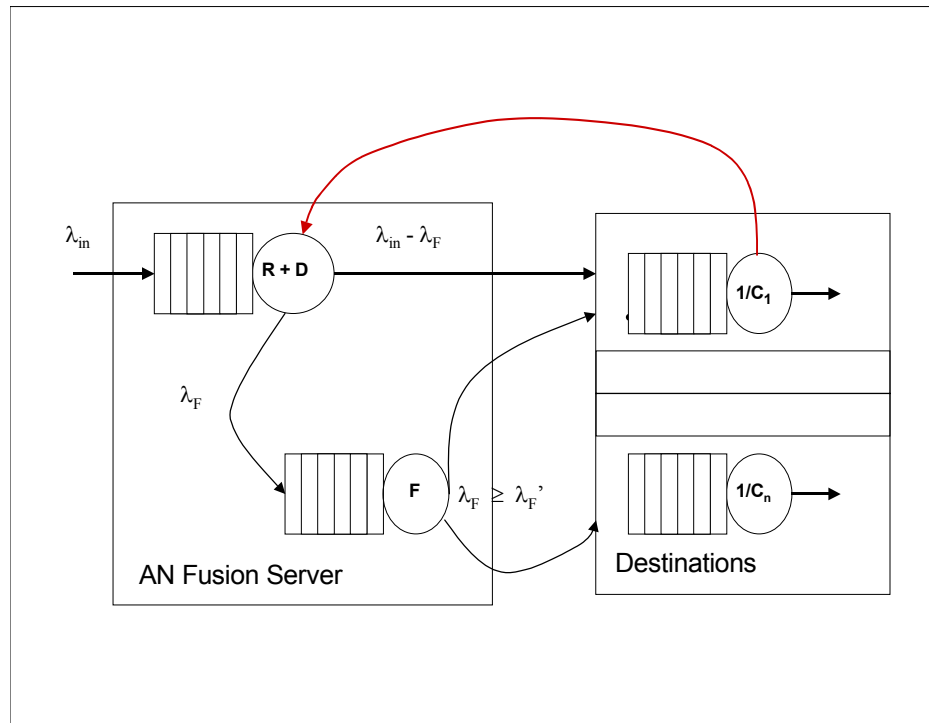 λin
R + D
λin - λF
1/C1
λF
F
λF ≥ λF’
1/Cn
AN Fusion Server
Destinations